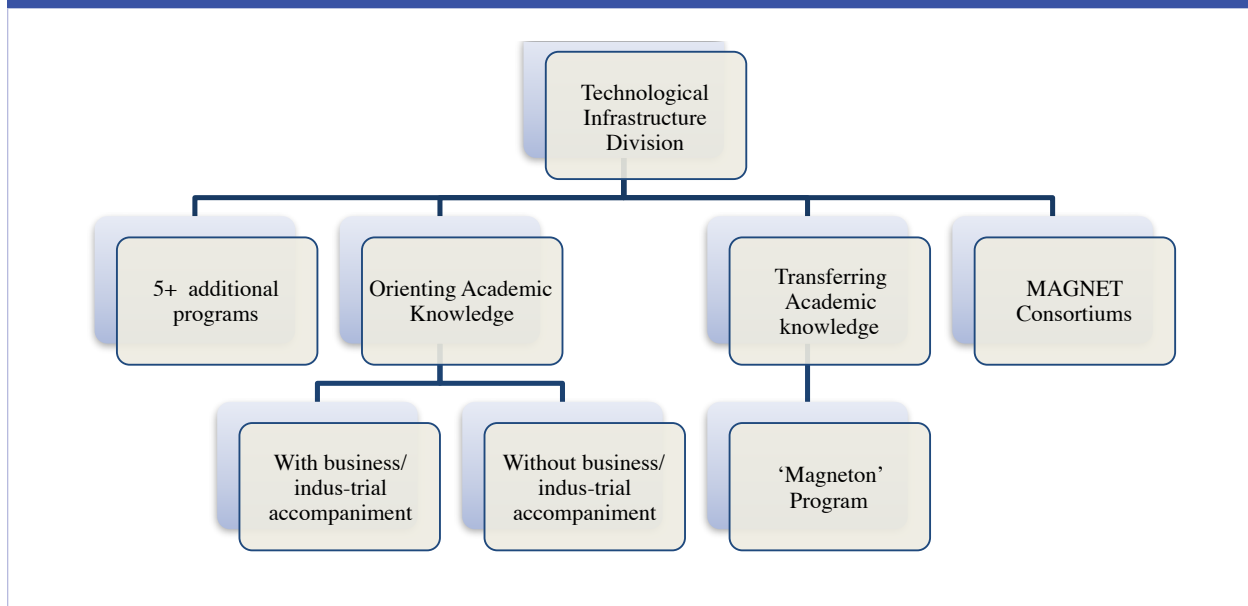 Technological
Infrastructure
Division
5+ additional
programs
Orienting Academic
Knowledge
Transferring
Academic
knowledge
MAGNET
Consortiums
With business/
indus-trial
accompaniment
Without business/
indus-trial
accompaniment
‘Magneton’
Program